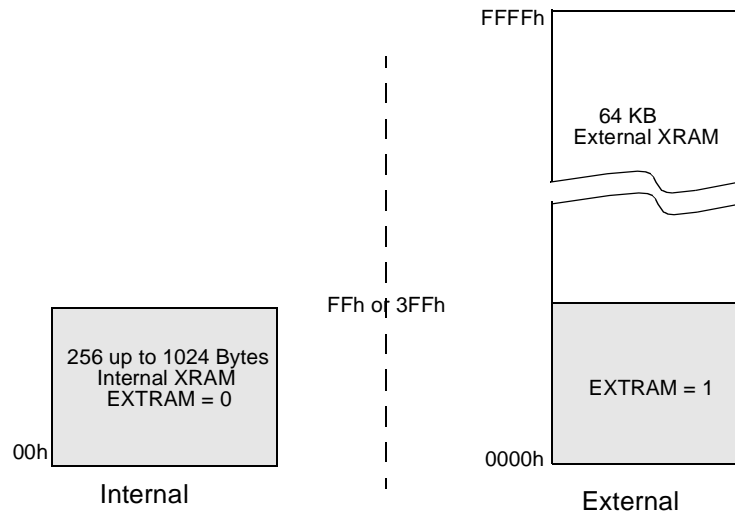 FFFFh
64 KB
External XRAM
FFh or 3FFh
256 up to 1024 Bytes
Internal XRAM
EXTRAM = 0
EXTRAM = 1
00h
0000h
Internal
External